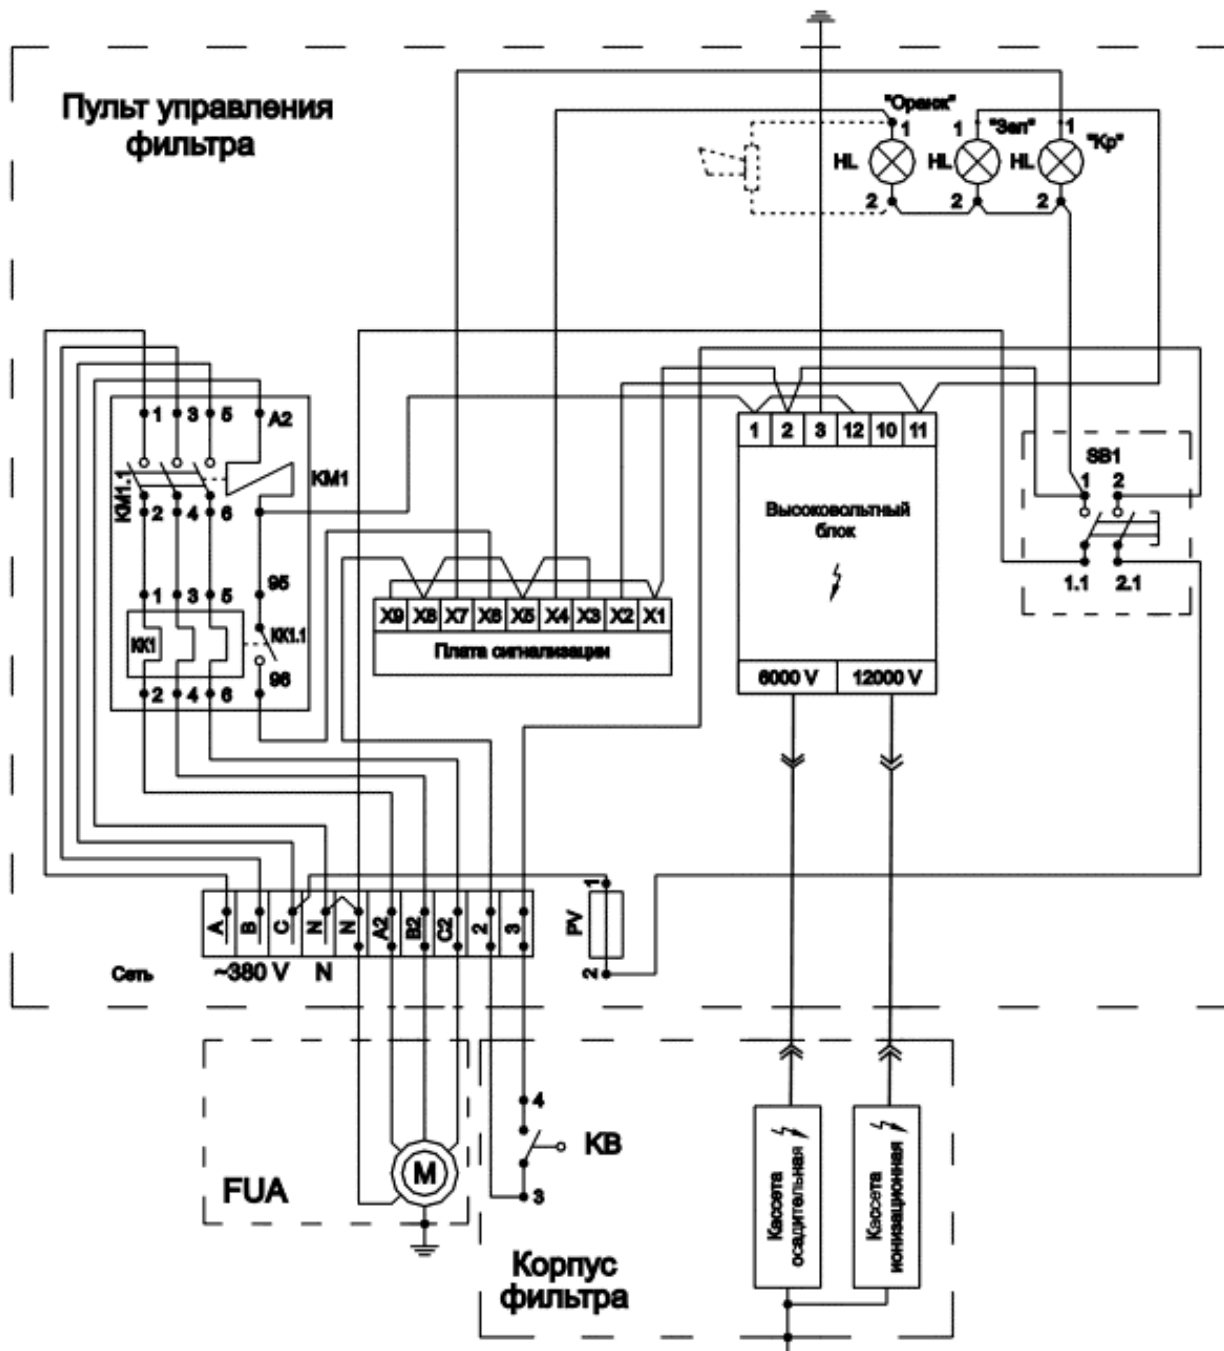 Пульт управления
фильтра
"Оранж"
"Зел"
"Кр"
1
1
1
HL
HL
HL
2
2
2
1
3
5
A2
KM1.1
KM1
2
4
6
1
3
5
95
КК1
КК1.1
2
4
6
96
X9 X8 X7 X6 X5 X4 X3 X2 X1
Плата сигнализации
1 2 3 12 10 11
Высоковольтный
блок
6000 V 12000 V
SB1
1 2
1.1 2.1
A B C N N A2 B2 C2 2 3
Сеть ~380 V N
1
PV
2
FUA
M
4
KB
3
Корпус
фильтра
Кассета
осадительная
Кассета
ионизационная